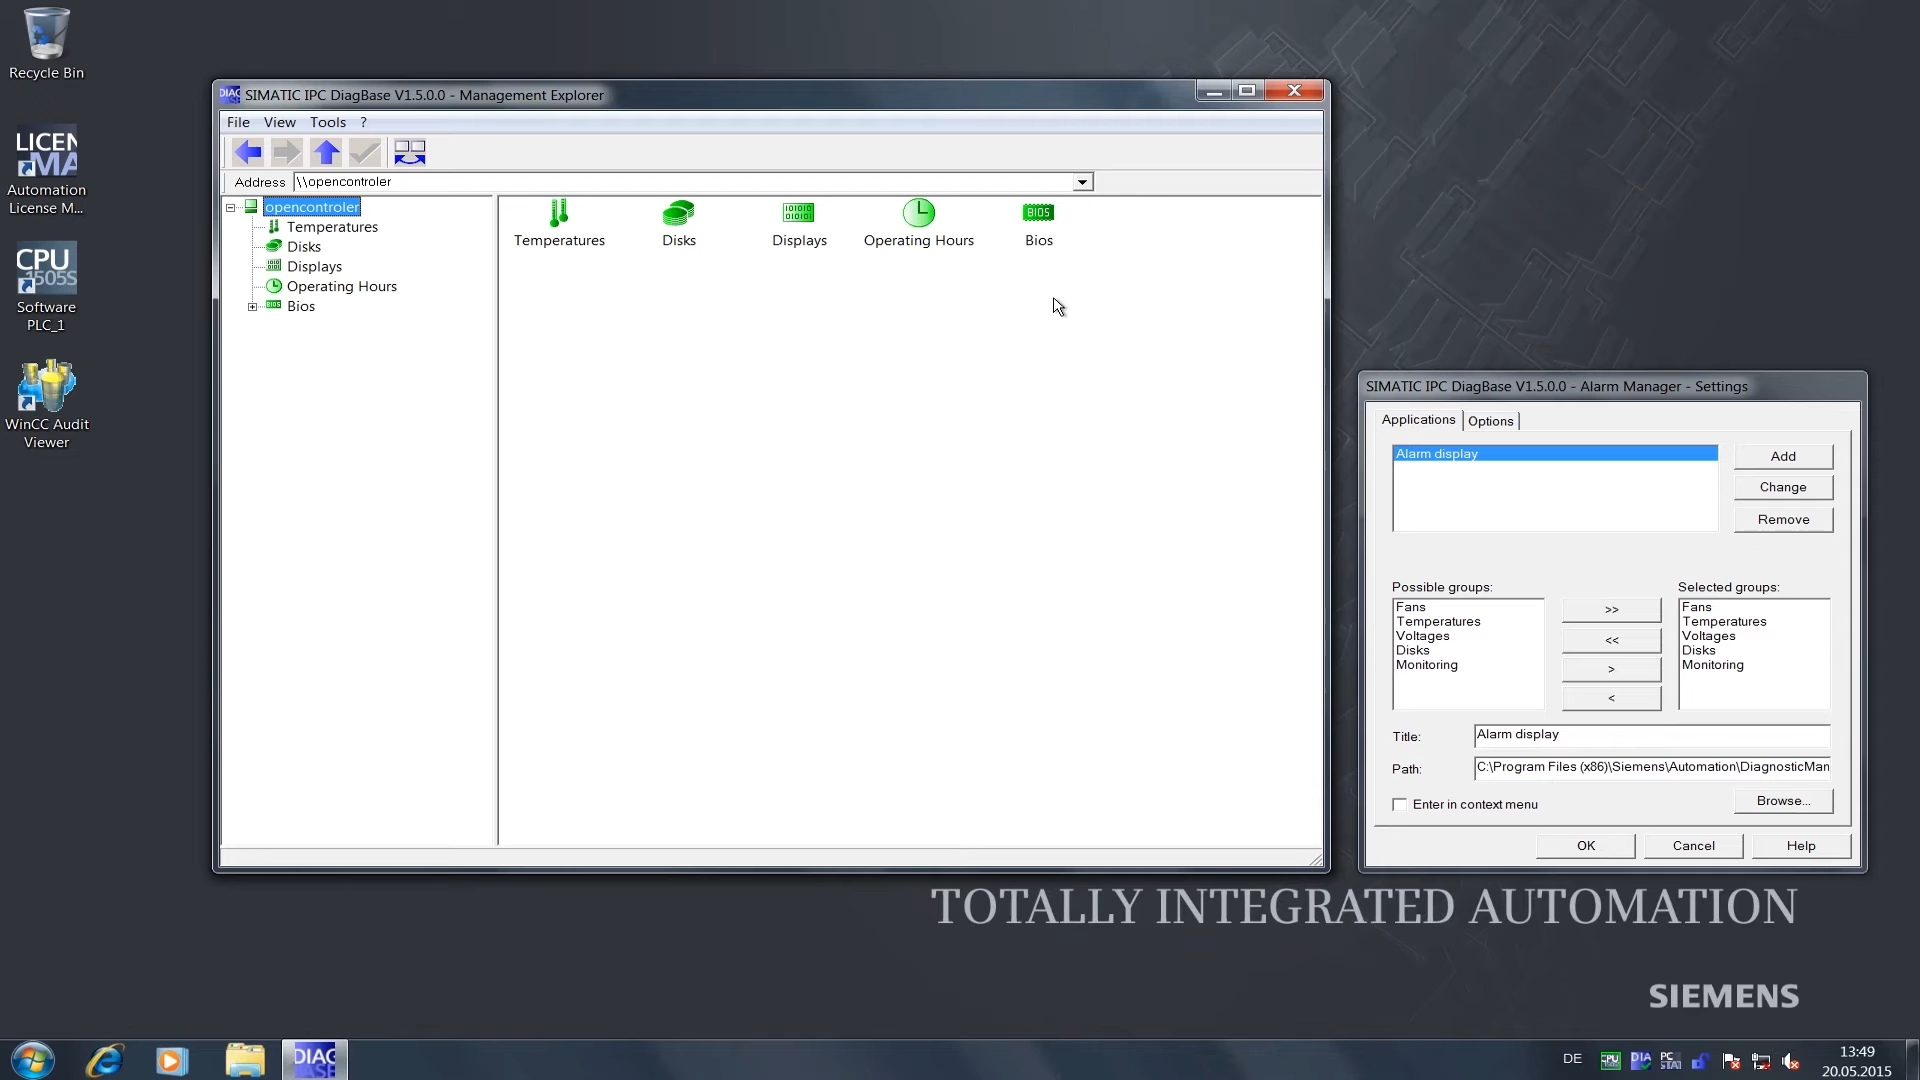 Recycle Bin
LICEN
MA
Automation
License M...
CPU
1505S
Software
PLC_1
WinCC Audit
Viewer
SIMATIC IPC DiagBase V1.5.0.0 - Management Explorer
File View Tools ?
Address \\opencontroler
opencontroler
Temperatures
Disks
Displays
Operating Hours
Bios
Temperatures
Disks
Displays
Operating Hours
BIOS
Bios
SIMATIC IPC DiagBase V1.5.0.0 - Alarm Manager - Settings
Applications Options
Alarm display
Add
Change
Remove
Possible groups:
Fans
Temperatures
Voltages
Disks
Monitoring
>>
<<
>
<
Selected groups:
Fans
Temperatures
Voltages
Disks
Monitoring
Title: Alarm display
Path: C:\Program Files (x86)\Siemens\Automation\DiagnosticMan
Enter in context menu Browse...
OK Cancel Help
TOTALLY INTEGRATED AUTOMATION
SIEMENS
DIAG
DE
13:49
20.05.2015